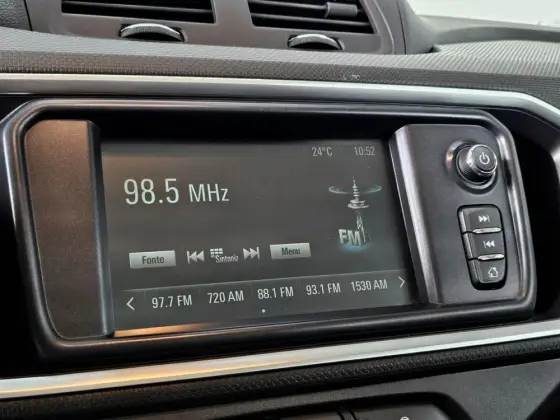 24°C 10:52
98.5 MHz
FM
Fonte Sintonia Menu
97.7 FM 720 AM 88.1 FM 93.1 FM 1530 AM